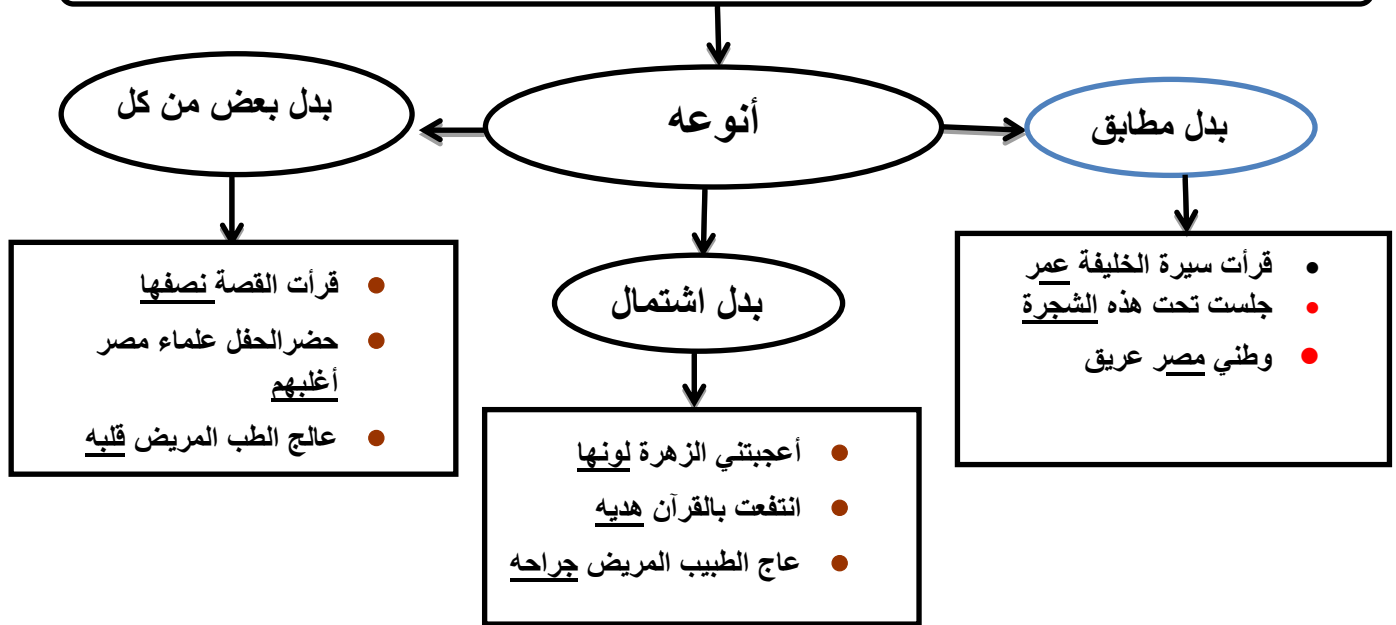 أنوعه
بدل مطابق
قرأت سيرة الخليفة عمر
جلست تحت هذه الشجرة
وطني مصر عريق
بدل اشتمال
أعجبتني الزهرة لونها
انتفعت بالقرآن هديه
عاج الطبيب المريض جراحه
بدل بعض من كل
قرأت القصة نصفها
حضرالحفل علماء مصر
أغلبهم
عالج الطب المريض قلبه